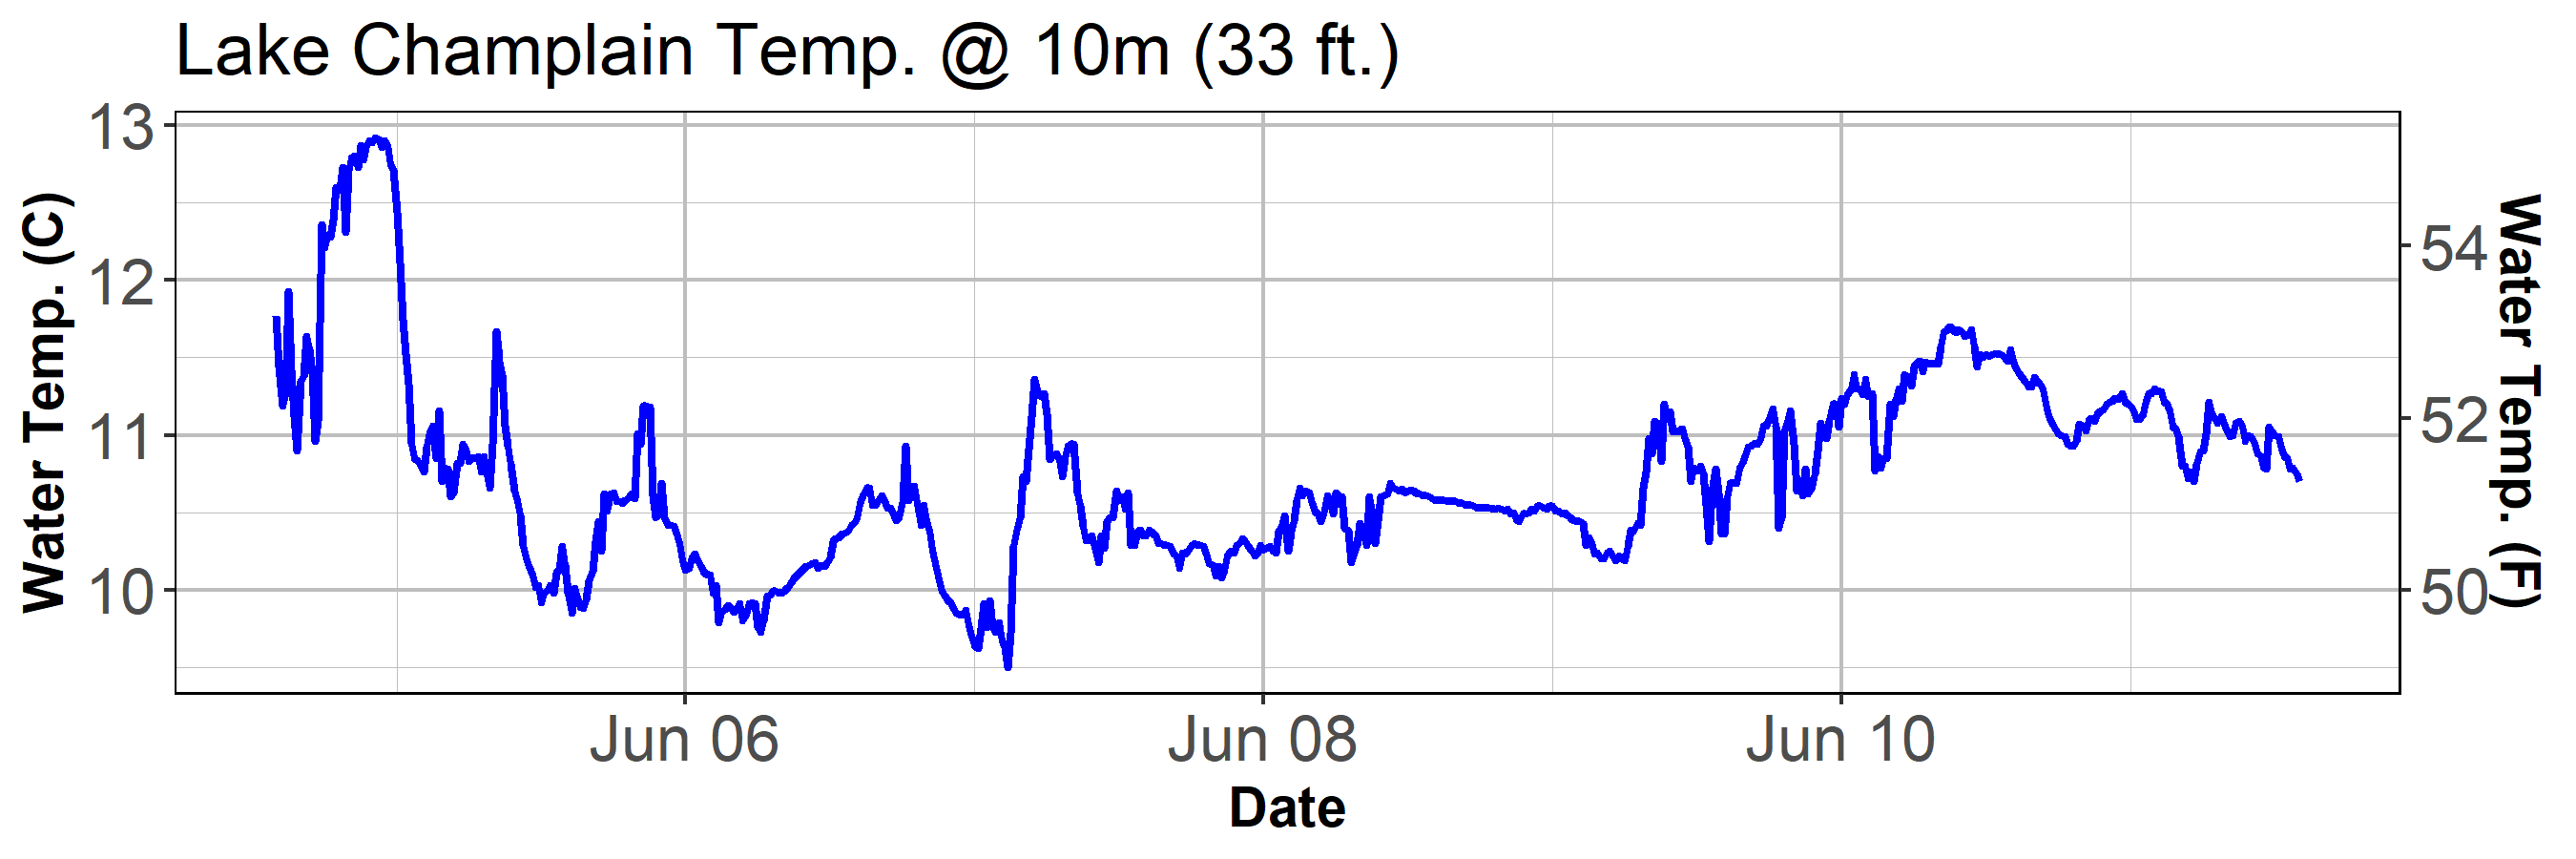 Lake Champlain Temp. @ 10m (33 ft.)
Water Temp. (C)
13
12
11
10
54
52
50
Water Temp. (F)
Jun 06
Jun 08
Jun 10
Date